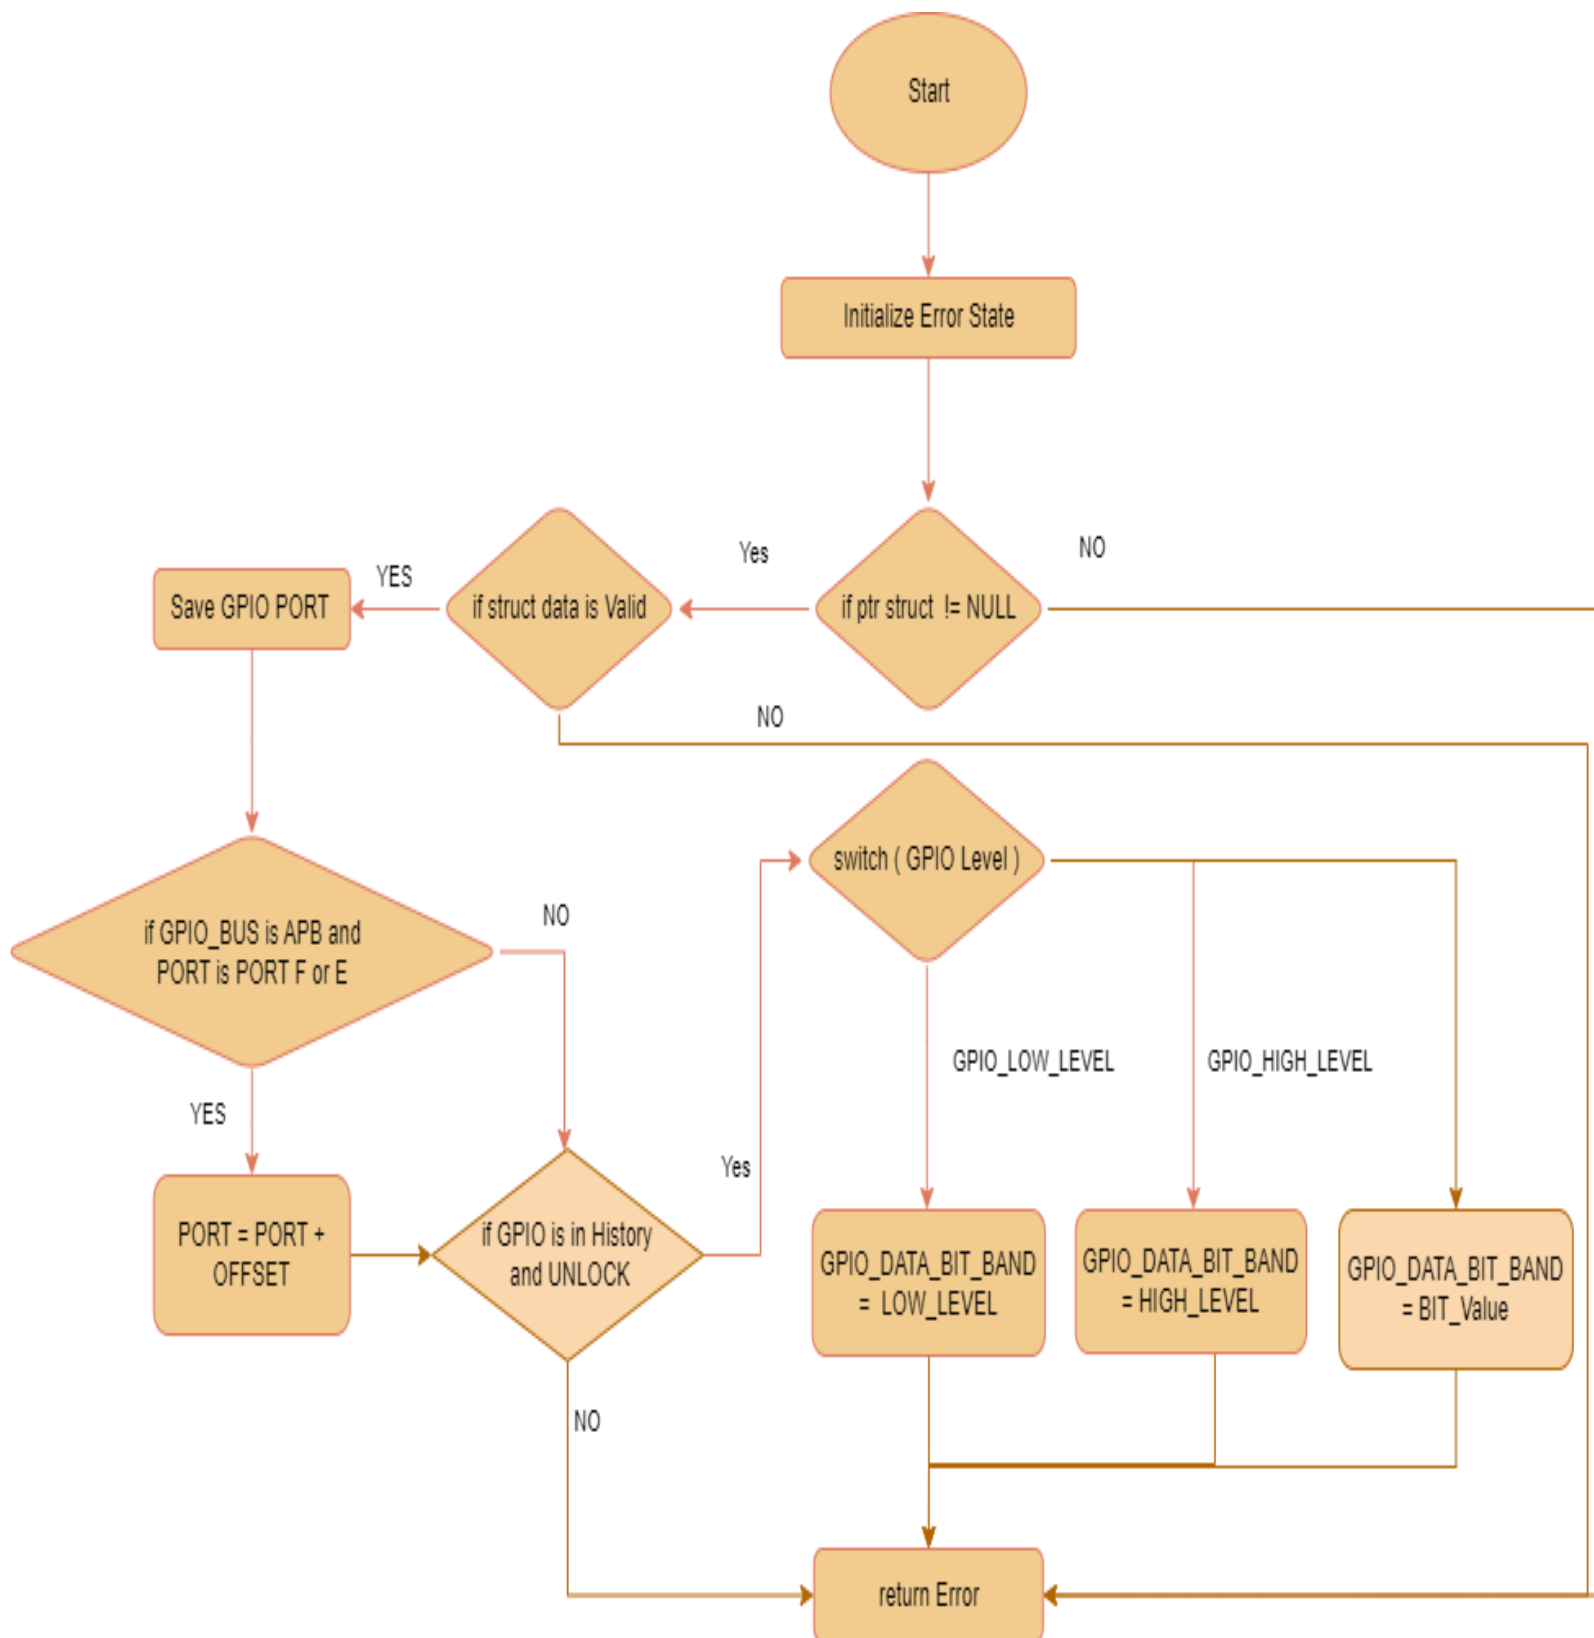 Start
Initialize Error State
NO
Yes
YES
Save GPIO PORT
if struct data is Valid
if ptr struct  != NULL
NO
switch ( GPIO Level )
NO
if GPIO_BUS is APB and
PORT is PORT F or E
GPIO_LOW_LEVEL
GPIO_HIGH_LEVEL
YES
Yes
PORT = PORT +
OFFSET
if GPIO is in History
and UNLOCK
GPIO_DATA_BIT_BAND
=  LOW_LEVEL
GPIO_DATA_BIT_BAND
= HIGH_LEVEL
GPIO_DATA_BIT_BAND
= BIT_Value
NO
return Error